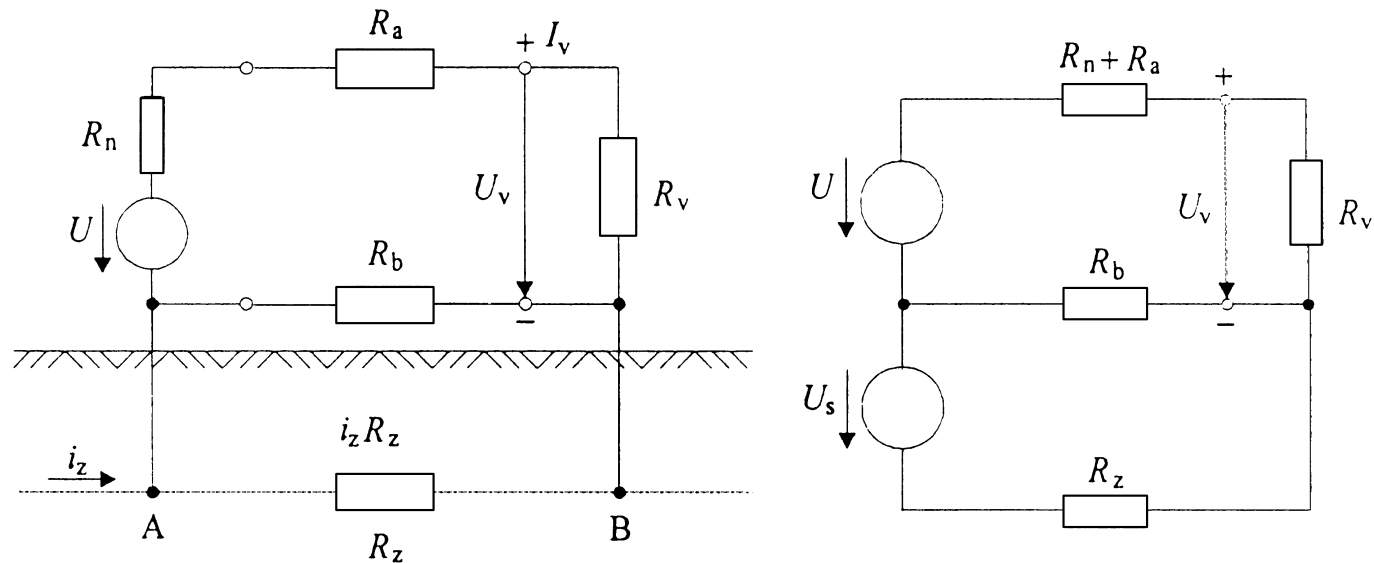 R_a
+ I_v
R_n
U
U_v
R_v
R_b
−
i_z
i_z R_z
A
R_z
B
R_n + R_a
+
U
U_v
R_v
R_b
−
U_s
R_z